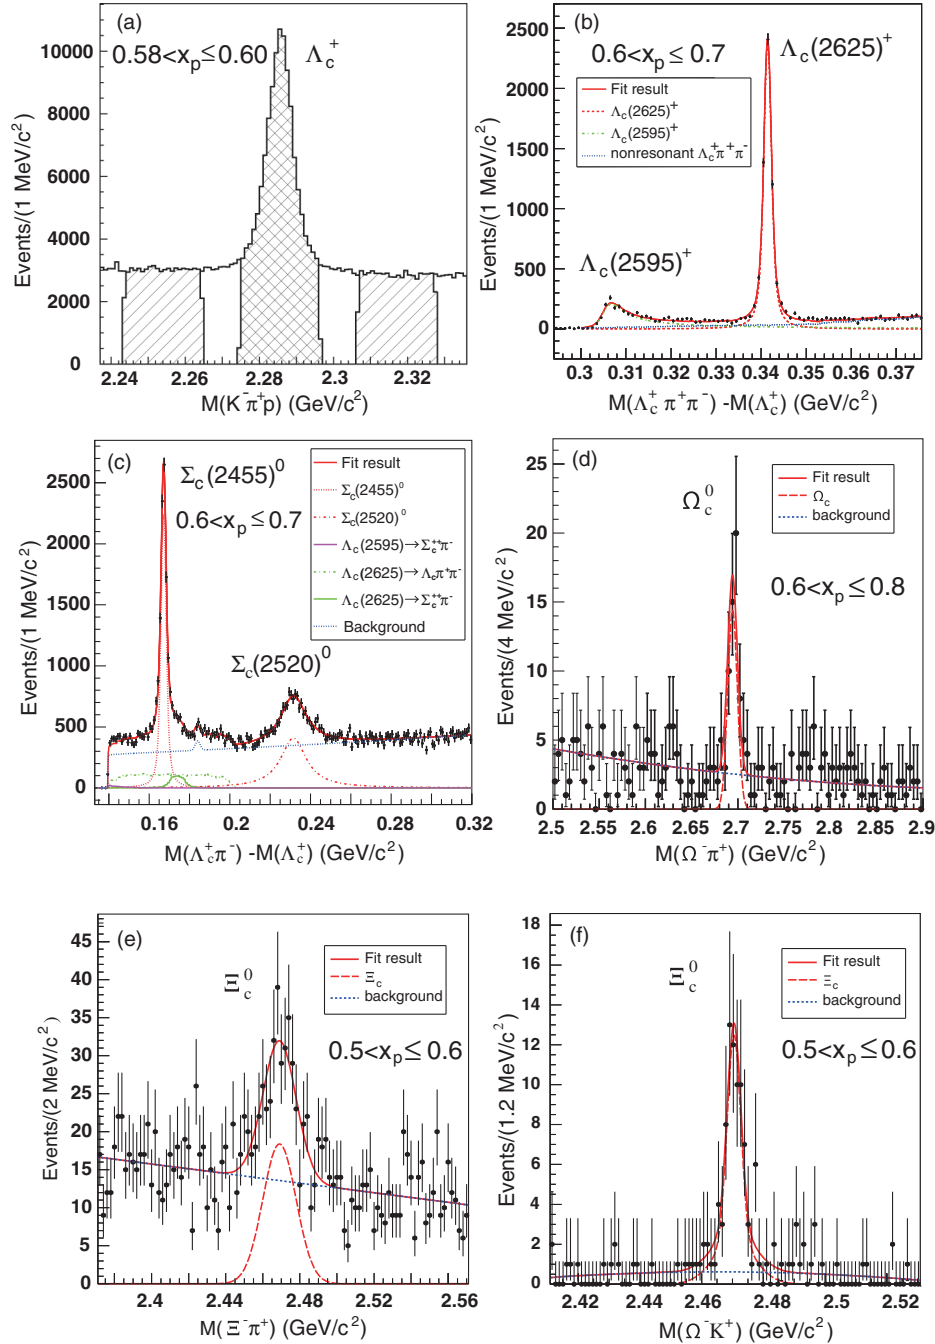 (a)
0.58<x_p≤0.60
Λ_c^+
Events/(1 MeV/c²)
10000
8000
6000
4000
2000
0
2.24 2.26 2.28 2.3 2.32
M(K⁻π⁺p) (GeV/c²)
(b)
0.6<x_p≤0.7
Λ_c(2625)⁺
Fit result
Λ_c(2625)⁺
Λ_c(2595)⁺
nonresonant Λ_c^+π⁺π⁻
Λ_c(2595)⁺
Events/(1 MeV/c²)
2500
2000
1500
1000
500
0
0.3 0.31 0.32 0.33 0.34 0.35 0.36 0.37
M(Λ_c^+ π⁺π⁻) -M(Λ_c^+) (GeV/c²)
(c)
Σ_c(2455)⁰
0.6<x_p≤0.7
Fit result
Σ_c(2455)⁰
Σ_c(2520)⁰
Λ_c(2595)→Σ_c^{++}π⁻
Λ_c(2625)→Λ_cπ⁺π⁻
Λ_c(2625)→Σ_c^{++}π⁻
Background
Σ_c(2520)⁰
Events/(1 MeV/c²)
2500
2000
1500
1000
500
0
0.16 0.2 0.24 0.28 0.32
M(Λ_c^+π⁻) -M(Λ_c^+) (GeV/c²)
(d)
Ω_c^0
Fit result
Ω_c
background
0.6<x_p≤0.8
Events/(4 MeV/c²)
25
20
15
10
5
0
2.5 2.55 2.6 2.65 2.7 2.75 2.8 2.85 2.9
M(Ω⁻π⁺) (GeV/c²)
(e)
Ξ_c^0
Fit result
Ξ_c
background
0.5<x_p≤0.6
Events/(2 MeV/c²)
45
40
35
30
25
20
15
10
5
0
2.4 2.44 2.48 2.52 2.56
M(Ξ⁻π⁺) (GeV/c²)
(f)
Ξ_c^0
Fit result
Ξ_c
background
0.5<x_p≤0.6
Events/(1.2 MeV/c²)
18
16
14
12
10
8
6
4
2
0
2.42 2.44 2.46 2.48 2.5 2.52
M(Ω⁻K⁺) (GeV/c²)